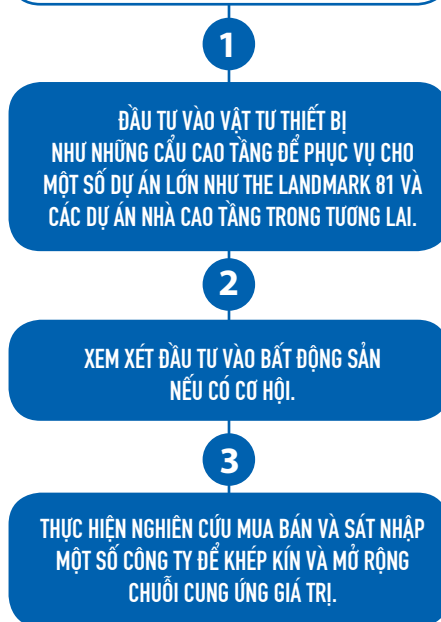 1
ĐẦU TƯ VÀO VẬT TƯ THIẾT BỊ
NHƯ NHỮNG CẨU CAO TẦNG ĐỂ PHỤC VỤ CHO
MỘT SỐ DỰ ÁN LỚN NHƯ THE LANDMARK 81 VÀ
CÁC DỰ ÁN NHÀ CAO TẦNG TRONG TƯƠNG LAI.
2
XEM XÉT ĐẦU TƯ VÀO BẤT ĐỘNG SẢN
NẾU CÓ CƠ HỘI.
3
THỰC HIỆN NGHIÊN CỨU MUA BÁN VÀ SÁT NHẬP
MỘT SỐ CÔNG TY ĐỂ KHÉP KÍN VÀ MỞ RỘNG
CHUỖI CUNG ỨNG GIÁ TRỊ.